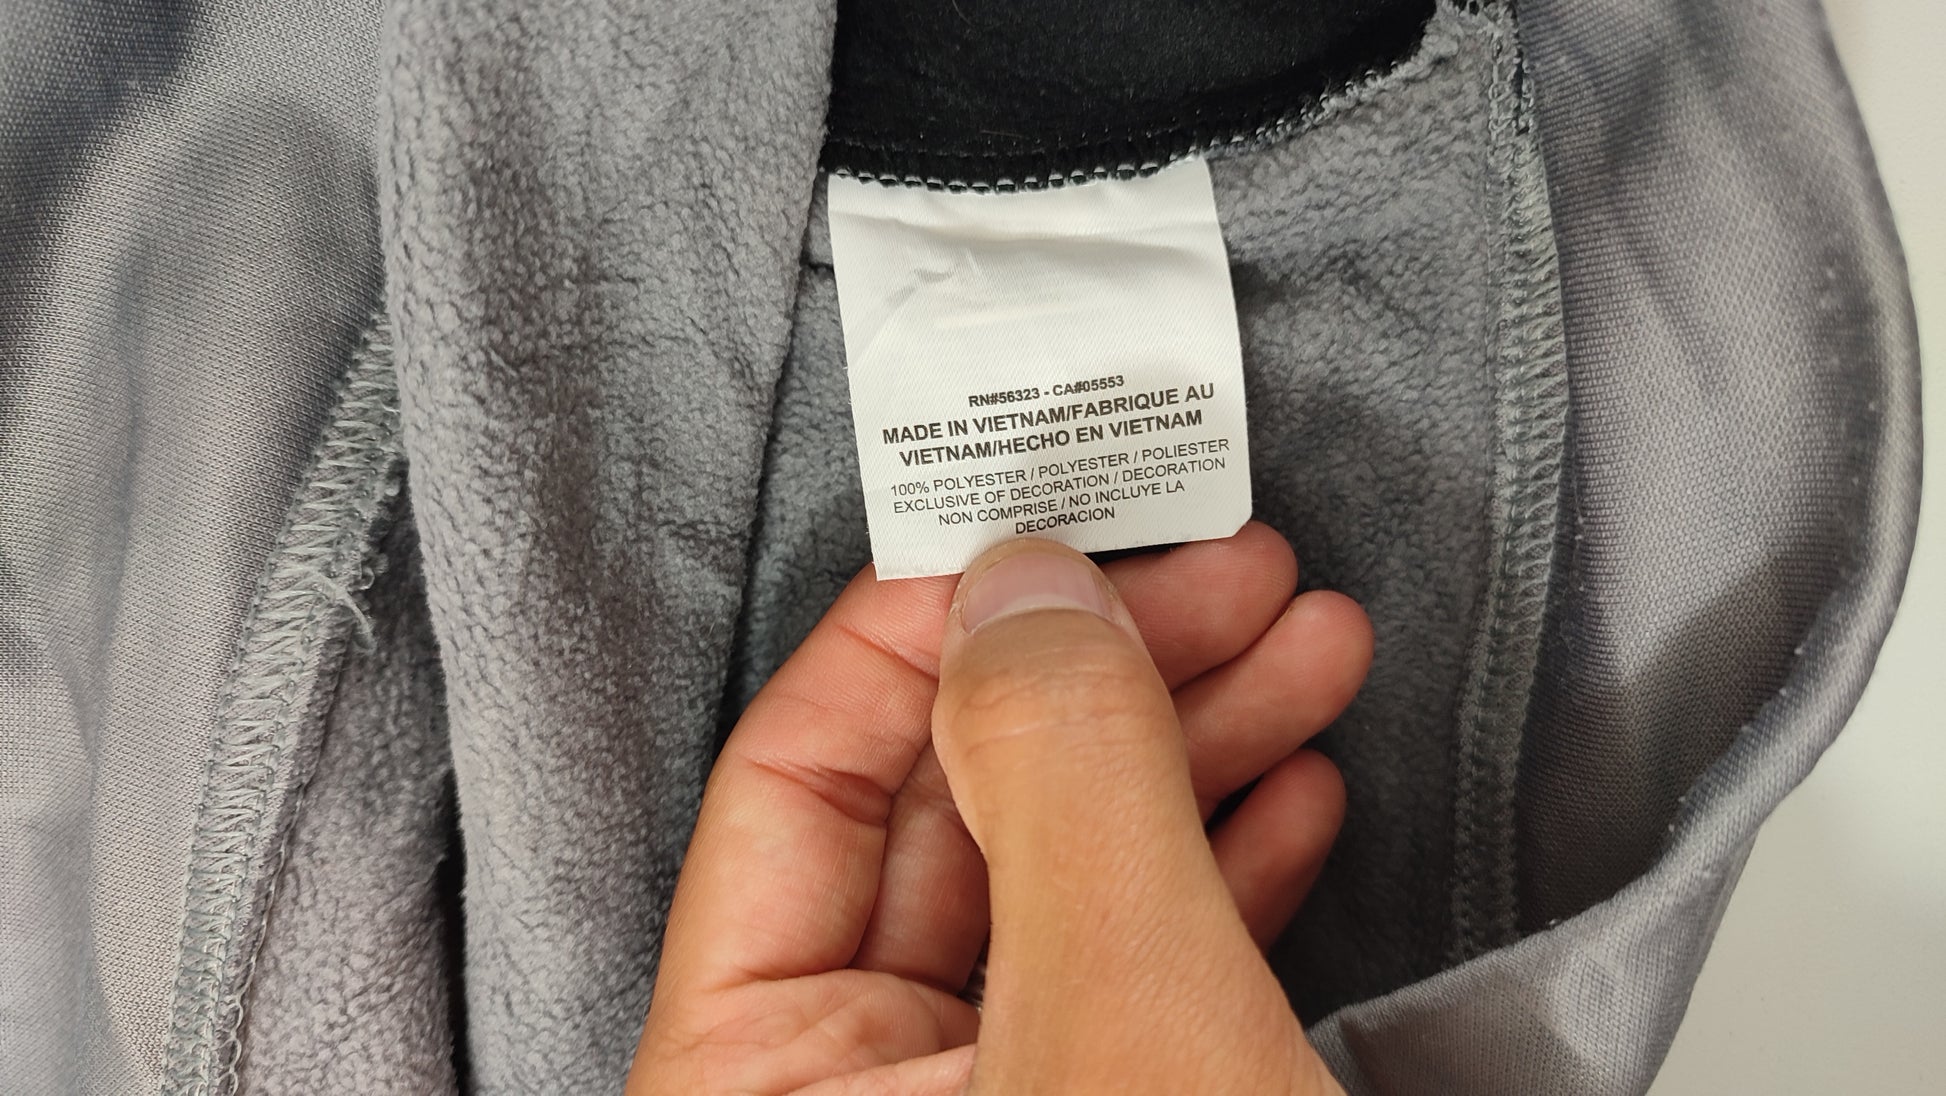 RN#56323 - CA#05553
MADE IN VIETNAM/FABRIQUE AU
VIETNAM/HECHO EN VIETNAM
100% POLYESTER / POLYESTER / POLIESTER
EXCLUSIVE OF DECORATION / DECORATION
NON COMPRISE / NO INCLUYE LA
DECORACION